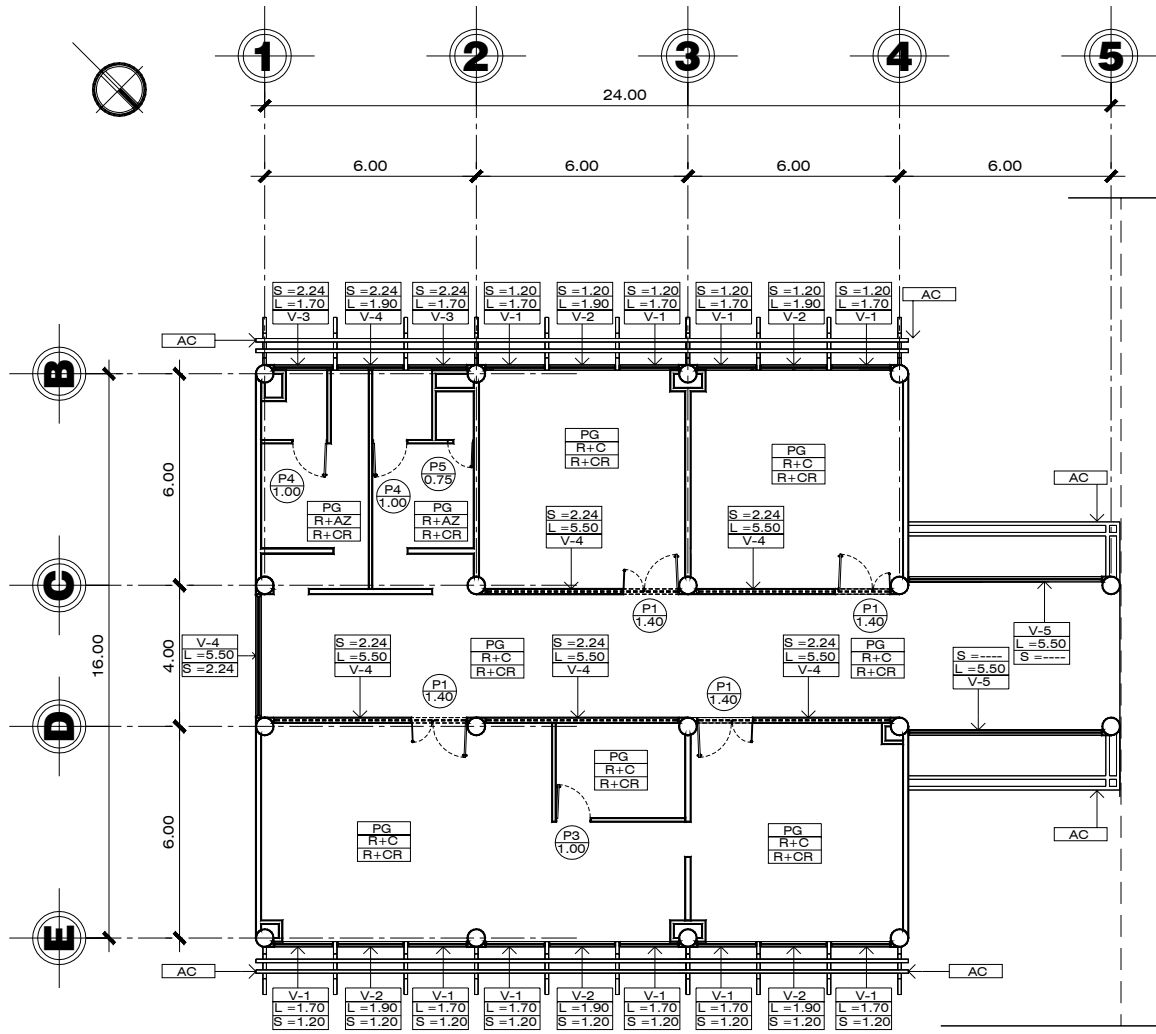 1 2 3 4 5
24.00
6.00 6.00 6.00 6.00
S =2.24 S =2.24 S =2.24 S =1.20 S =1.20 S =1.20 S =1.20 S =1.20 S =1.20
L =1.70 L =1.90 L =1.70 L =1.70 L =1.90 L =1.70 L =1.70 L =1.90 L =1.70
V-3 V-4 V-3 V-1 V-2 V-1 V-1 V-2 V-1
AC
AC
B
6.00
PG
R+C
R+CR
PG
R+C
R+CR
P4
1.00
P4
1.00
P5
0.75
AC
PG
R+AZ
R+CR
PG
R+AZ
R+CR
S =2.24
L =5.50
V-4
S =2.24
L =5.50
V-4
C
P1
1.40
P1
1.40
16.00
4.00
V-4
L =5.50
S =2.24
S =2.24
L =5.50
V-4
PG
R+C
R+CR
S =2.24
L =5.50
V-4
S =2.24
L =5.50
V-4
PG
R+C
R+CR
V-5
L =5.50
S =----
S =----
L =5.50
V-5
P1
1.40
P1
1.40
D
6.00
PG
R+C
R+CR
PG
R+C
R+CR
P3
1.00
PG
R+C
R+CR
AC
E
AC
AC
V-1 V-2 V-1 V-1 V-2 V-1 V-1 V-2 V-1
L =1.70 L =1.90 L =1.70 L =1.70 L =1.90 L =1.70 L =1.70 L =1.90 L =1.70
S =1.20 S =1.20 S =1.20 S =1.20 S =1.20 S =1.20 S =1.20 S =1.20 S =1.20